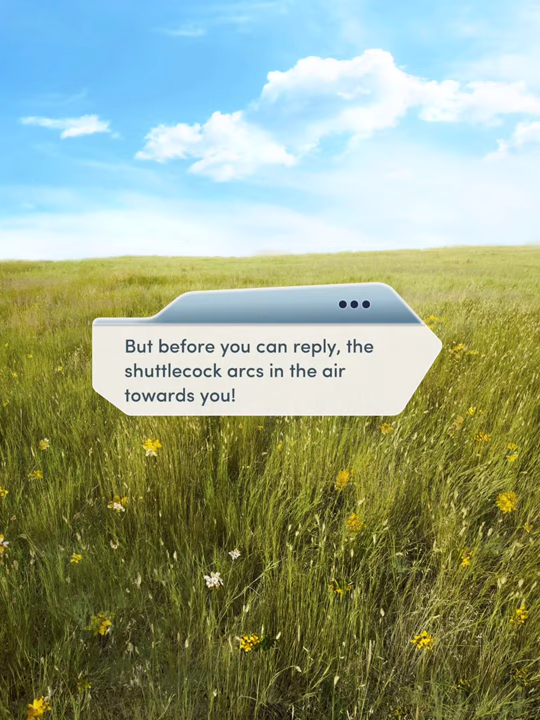 But before you can reply, the
shuttlecock arcs in the air
towards you!